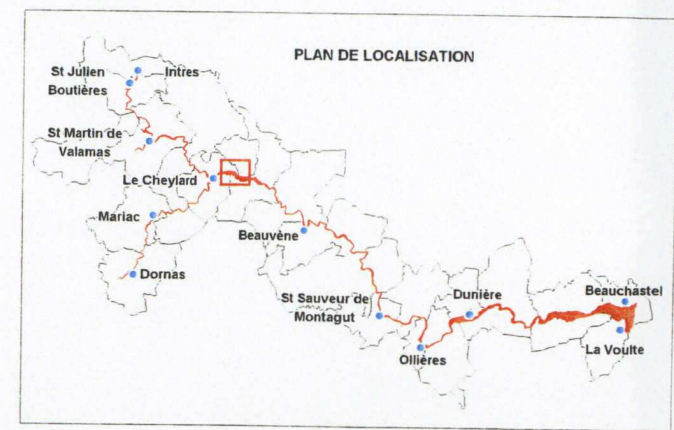 PLAN DE LOCALISATION
St Julien
Boutières
Intres
St Martin de
Valamas
Le Cheylard
Mariac
Beauvène
Dornas
St Sauveur de
Montagut
Dunière
Beauchastel
La Voulte
Ollières